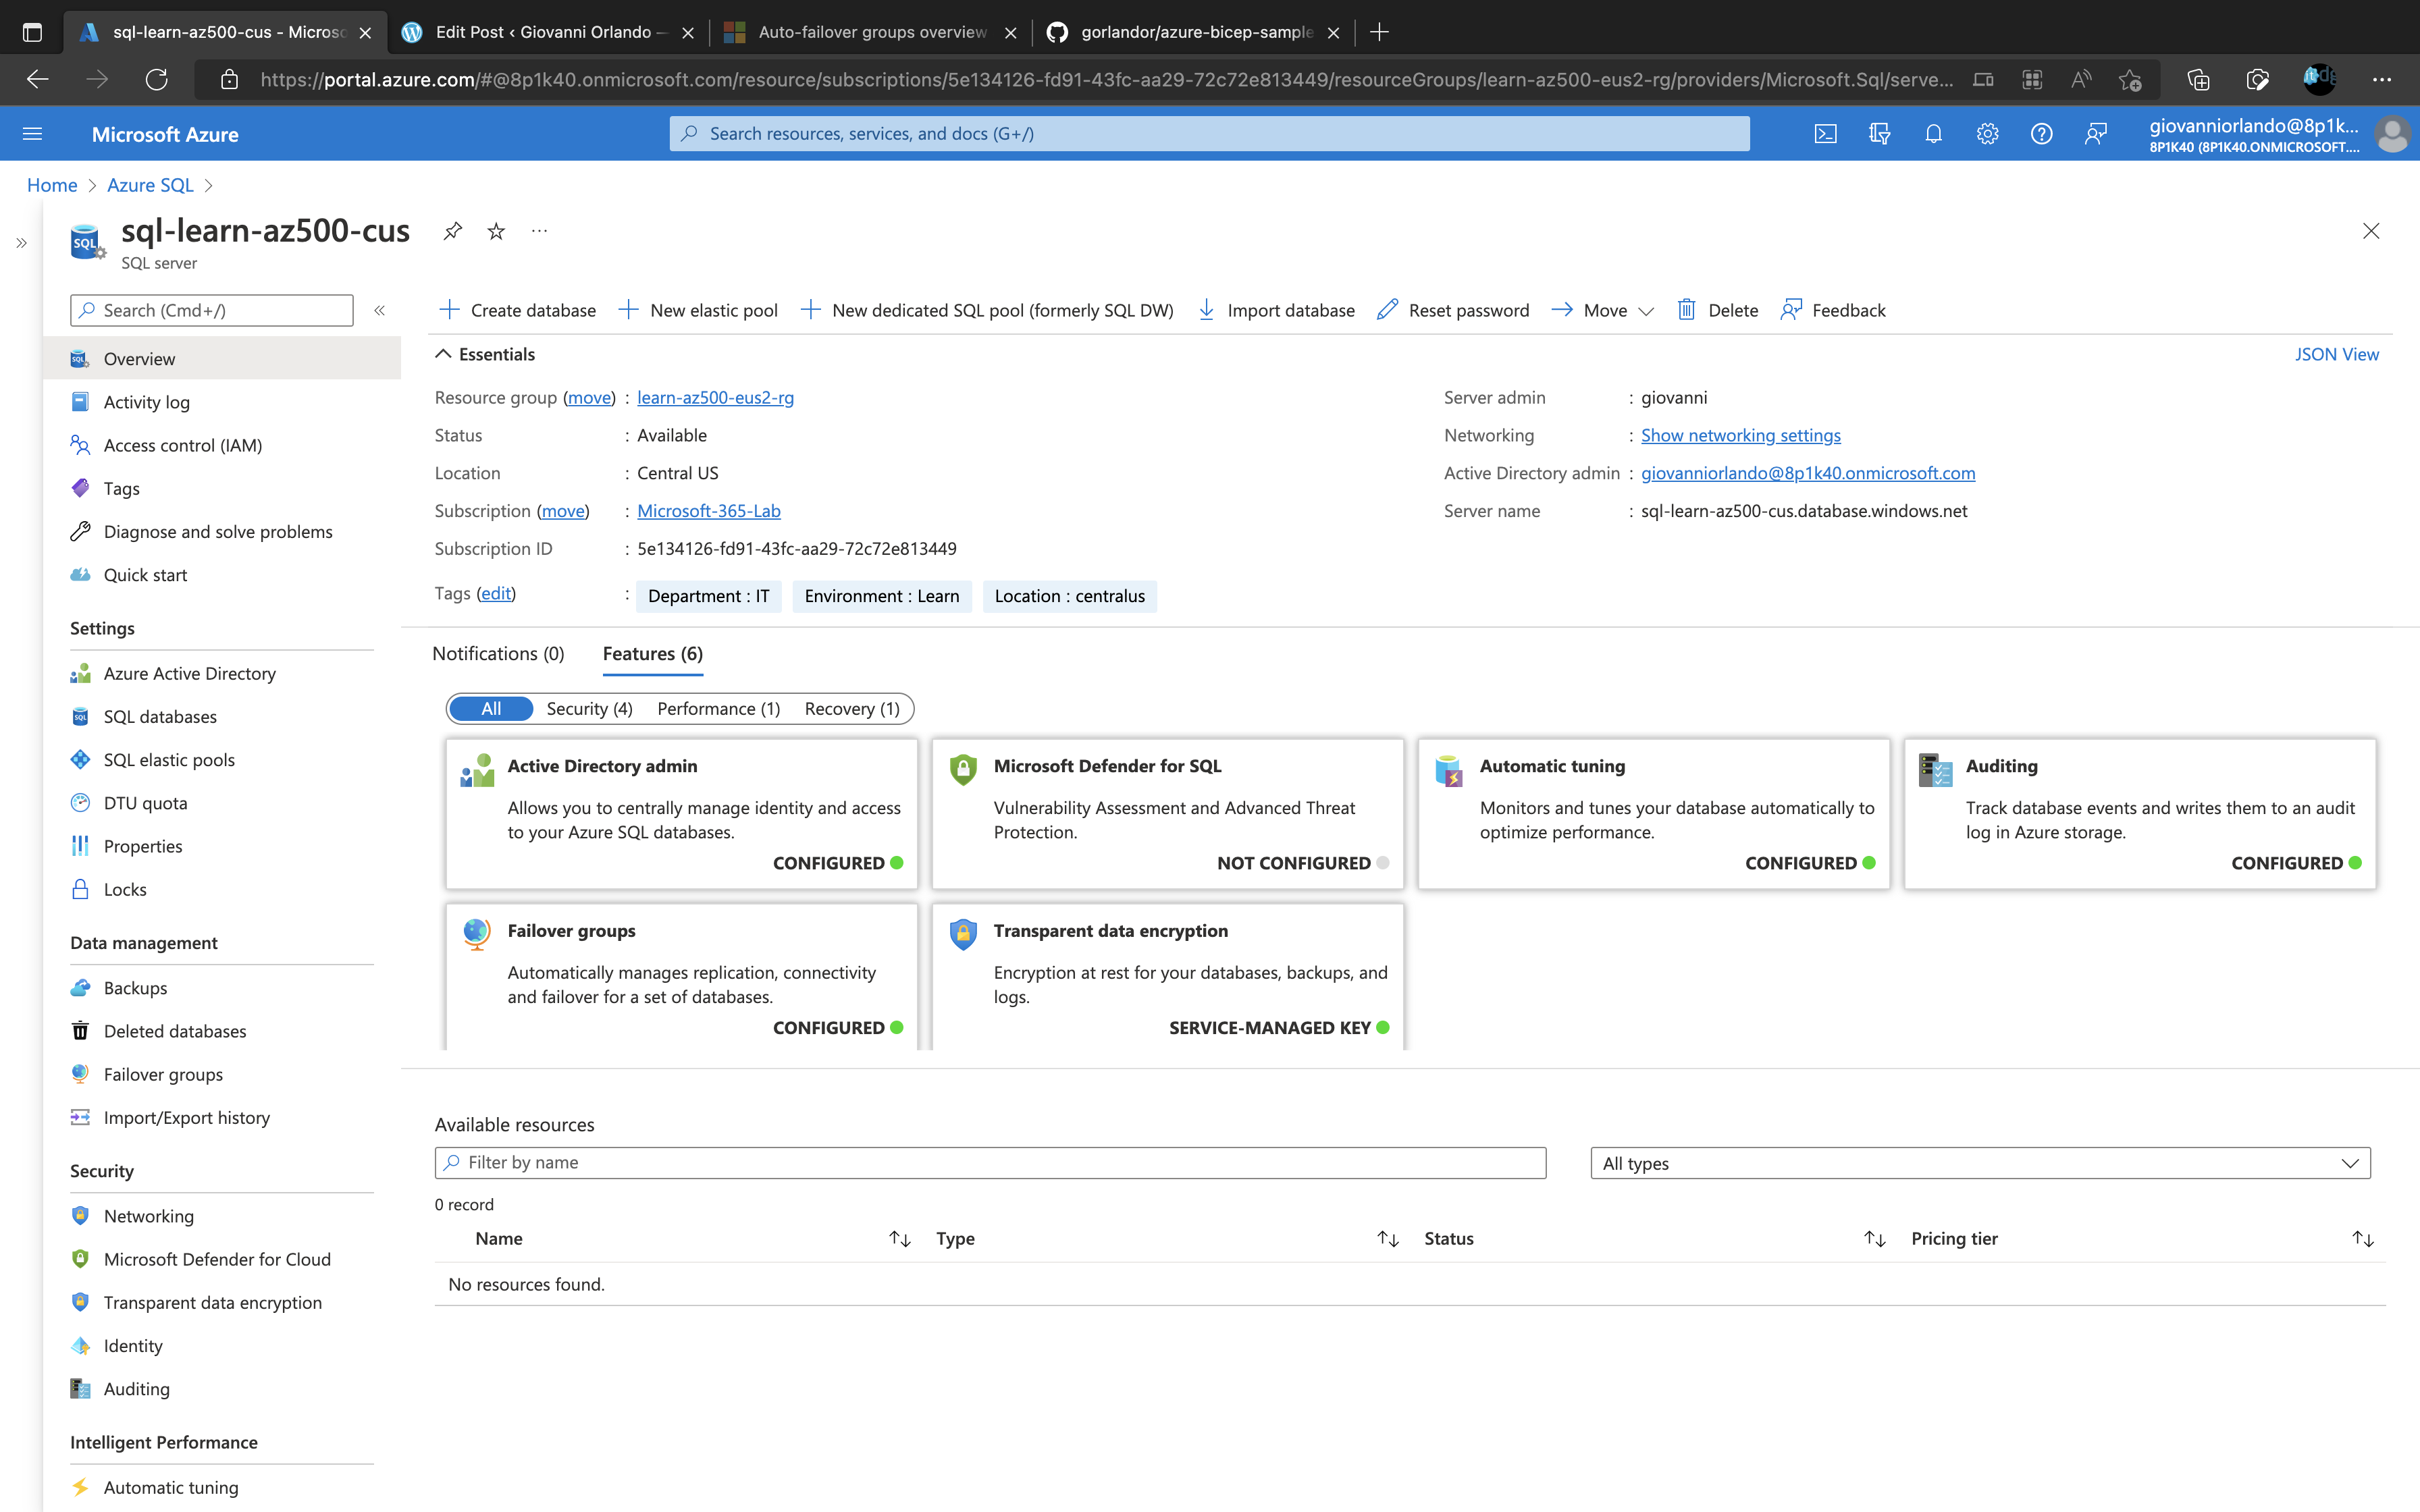 sql-learn-az500-cus - Microso
Edit Post ‹ Giovanni Orlando —
Auto-failover groups overview
gorlandor/azure-bicep-sample
https://portal.azure.com/#@8p1k40.onmicrosoft.com/resource/subscriptions/5e134126-fd91-43fc-aa29-72c72e813449/resourceGroups/learn-az500-eus2-rg/providers/Microsoft.Sql/serve...
Microsoft Azure
Search resources, services, and docs (G+/)
giovanniorlando@8p1k...
8P1K40 (8P1K40.ONMICROSOFT....
Home > Azure SQL >
sql-learn-az500-cus
SQL server
Search (Cmd+/)
Overview
Activity log
Access control (IAM)
Tags
Diagnose and solve problems
Quick start
Settings
Azure Active Directory
SQL databases
SQL elastic pools
DTU quota
Properties
Locks
Data management
Backups
Deleted databases
Failover groups
Import/Export history
Security
Networking
Microsoft Defender for Cloud
Transparent data encryption
Identity
Auditing
Intelligent Performance
Automatic tuning
Create database
New elastic pool
New dedicated SQL pool (formerly SQL DW)
Import database
Reset password
Move
Delete
Feedback
Essentials
JSON View
Resource group (move) : learn-az500-eus2-rg
Status : Available
Location : Central US
Subscription (move) : Microsoft-365-Lab
Subscription ID : 5e134126-fd91-43fc-aa29-72c72e813449
Tags (edit) : Department : IT Environment : Learn Location : centralus
Server admin : giovanni
Networking : Show networking settings
Active Directory admin : giovanniorlando@8p1k40.onmicrosoft.com
Server name : sql-learn-az500-cus.database.windows.net
Notifications (0)
Features (6)
All
Security (4)
Performance (1)
Recovery (1)
Active Directory admin
Allows you to centrally manage identity and access
to your Azure SQL databases.
CONFIGURED
Microsoft Defender for SQL
Vulnerability Assessment and Advanced Threat
Protection.
NOT CONFIGURED
Automatic tuning
Monitors and tunes your database automatically to
optimize performance.
CONFIGURED
Auditing
Track database events and writes them to an audit
log in Azure storage.
CONFIGURED
Failover groups
Automatically manages replication, connectivity
and failover for a set of databases.
CONFIGURED
Transparent data encryption
Encryption at rest for your databases, backups, and
logs.
SERVICE-MANAGED KEY
Available resources
Filter by name
All types
0 record
Name
Type
Status
Pricing tier
No resources found.